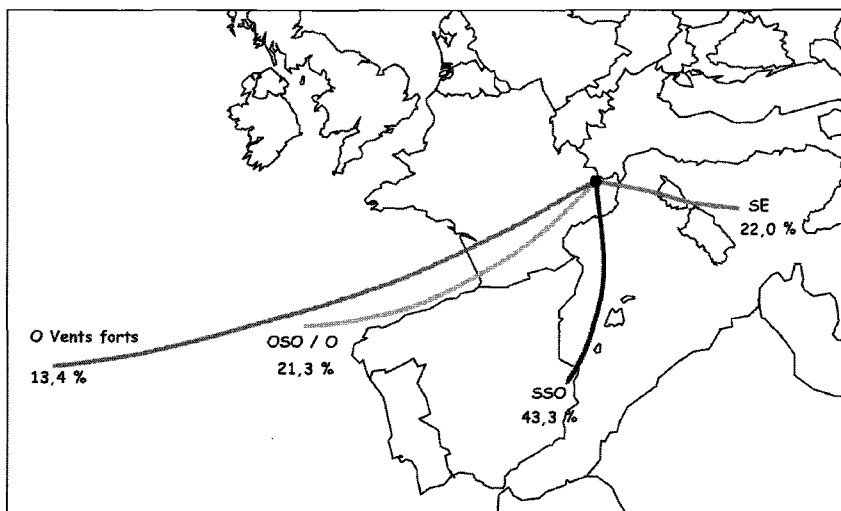 SE
22,0 %
O Vents forts
13,4 %
OSO / O
21,3 %
SSO
43,3 %